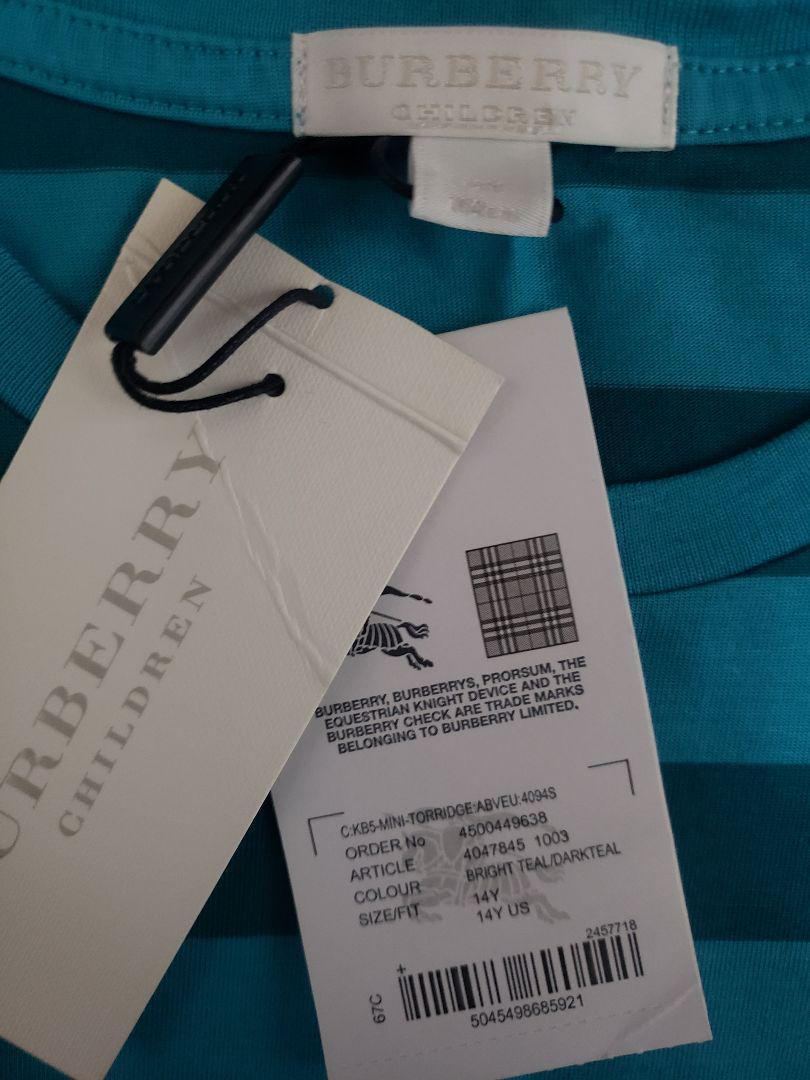 BURBERRY
CHILDREN
BURBERRY
CHILDREN
BURBERRY, BURBERRYS, PRORSUM, THE
EQUESTRIAN KNIGHT DEVICE AND THE
BURBERRY CHECK ARE TRADE MARKS
BELONGING TO BURBERRY LIMITED.
C:KB5-MINI-TORRIDGE:ABVEU:4094S
ORDER No 4500449638
ARTICLE 4047845 1003
COLOUR BRIGHT TEAL/DARKTEAL
SIZE/FIT 14Y
14Y US
2457718
67C
5045498685921